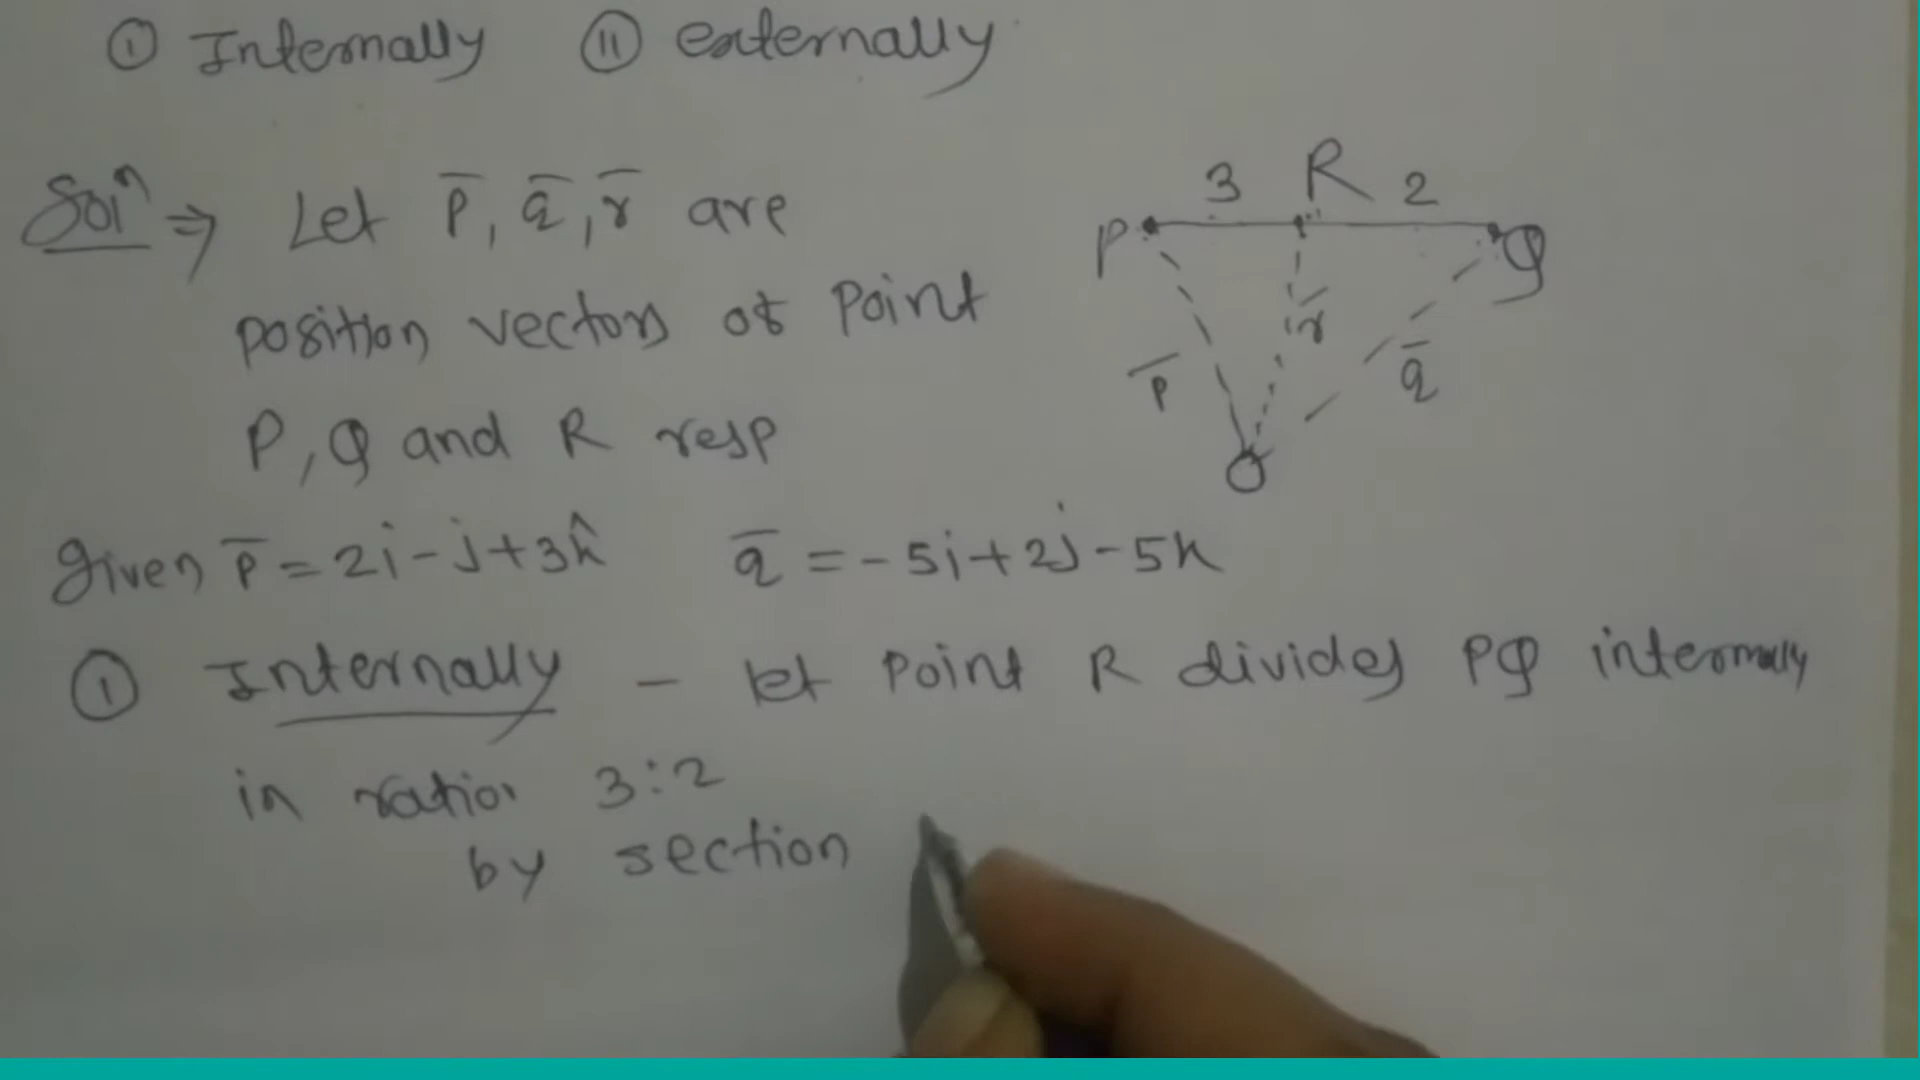 ① Internally ⑪ externally
Solⁿ ⇒ Let p̄, q̄, r̄ are
position vectors of point
P, Q and R resp
3 R 2
P Q
r̄
p̄ q̄
O
given p̄ = 2i - j + 3k̂ q̄ = - 5i + 2j - 5k
① Internally - let point R divides PQ internally
in ratio 3:2
by section